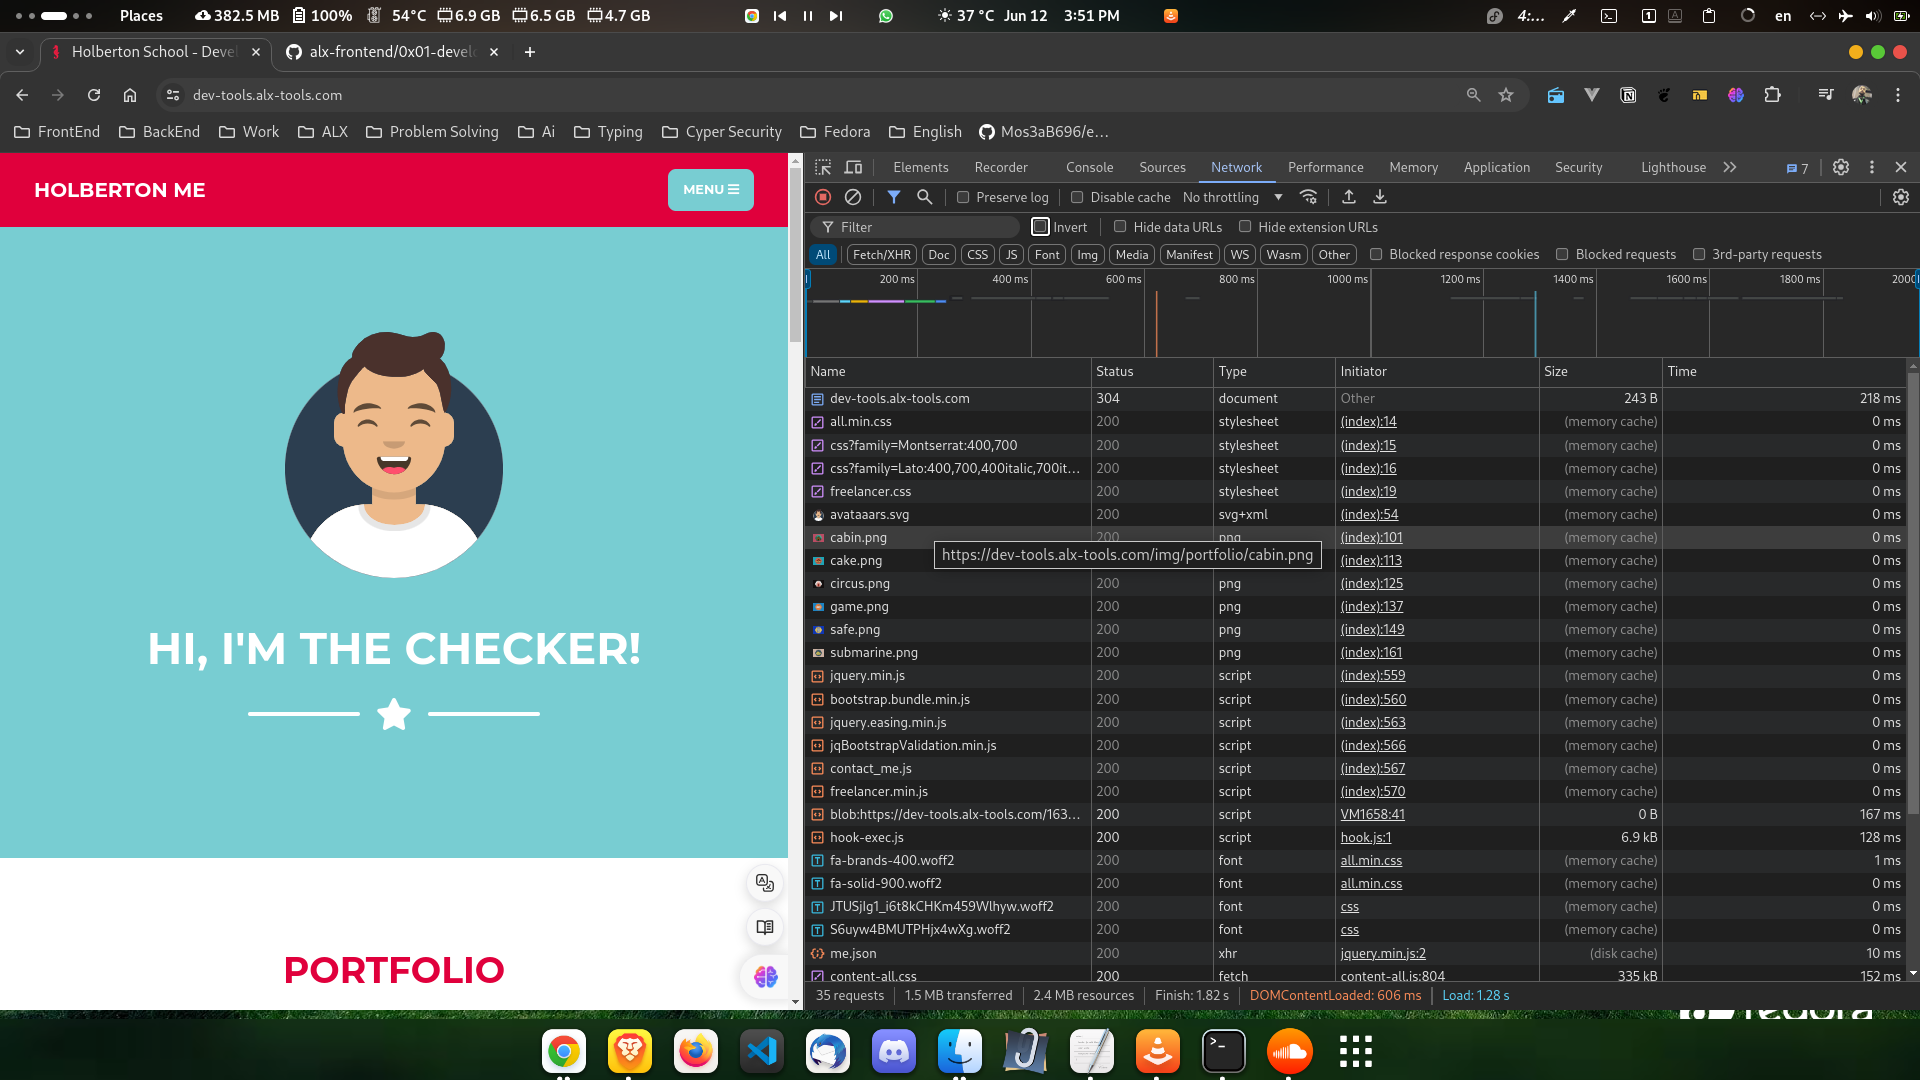 Places 382.5 MB 100% 54°C 6.9 GB 6.5 GB 4.7 GB 37 °C Jun 12 3:51 PM 4:... 1 A en
Holberton School - Deve alx-frontend/0x01-devel
dev-tools.alx-tools.com
FrontEnd BackEnd Work ALX Problem Solving Ai Typing Cyper Security Fedora English Mos3aB696/e...
HOLBERTON ME
MENU
HI, I'M THE CHECKER!
PORTFOLIO
Elements Recorder Console Sources Network Performance Memory Application Security Lighthouse 7
Preserve log Disable cache No throttling
Filter Invert Hide data URLs Hide extension URLs
All Fetch/XHR Doc CSS JS Font Img Media Manifest WS Wasm Other Blocked response cookies Blocked requests 3rd-party requests
200 ms 400 ms 600 ms 800 ms 1000 ms 1200 ms 1400 ms 1600 ms 1800 ms 2000
Name Status Type Initiator Size Time
dev-tools.alx-tools.com 304 document Other 243 B 218 ms
all.min.css 200 stylesheet (index):14 (memory cache) 0 ms
css?family=Montserrat:400,700 200 stylesheet (index):15 (memory cache) 0 ms
css?family=Lato:400,700,400italic,700it... 200 stylesheet (index):16 (memory cache) 0 ms
freelancer.css 200 stylesheet (index):19 (memory cache) 0 ms
avataaars.svg 200 svg+xml (index):54 (memory cache) 0 ms
cabin.png 200 png (index):101 (memory cache) 0 ms
https://dev-tools.alx-tools.com/img/portfolio/cabin.png
cake.png (index):113 (memory cache) 0 ms
circus.png 200 png (index):125 (memory cache) 0 ms
game.png 200 png (index):137 (memory cache) 0 ms
safe.png 200 png (index):149 (memory cache) 0 ms
submarine.png 200 png (index):161 (memory cache) 0 ms
jquery.min.js 200 script (index):559 (memory cache) 0 ms
bootstrap.bundle.min.js 200 script (index):560 (memory cache) 0 ms
jquery.easing.min.js 200 script (index):563 (memory cache) 0 ms
jqBootstrapValidation.min.js 200 script (index):566 (memory cache) 0 ms
contact_me.js 200 script (index):567 (memory cache) 0 ms
freelancer.min.js 200 script (index):570 (memory cache) 0 ms
blob:https://dev-tools.alx-tools.com/163... 200 script VM1658:41 0 B 167 ms
hook-exec.js 200 script hook.js:1 6.9 kB 128 ms
fa-brands-400.woff2 200 font all.min.css (memory cache) 1 ms
fa-solid-900.woff2 200 font all.min.css (memory cache) 0 ms
JTUSjIg1_i6t8kCHKm459Wlhyw.woff2 200 font css (memory cache) 0 ms
S6uyw4BMUTPHjx4wXg.woff2 200 font css (memory cache) 0 ms
me.json 200 xhr jquery.min.js:2 (disk cache) 10 ms
content-all.css 200 fetch content-all.js:804 335 kB 152 ms
35 requests 1.5 MB transferred 2.4 MB resources Finish: 1.82 s DOMContentLoaded: 606 ms Load: 1.28 s